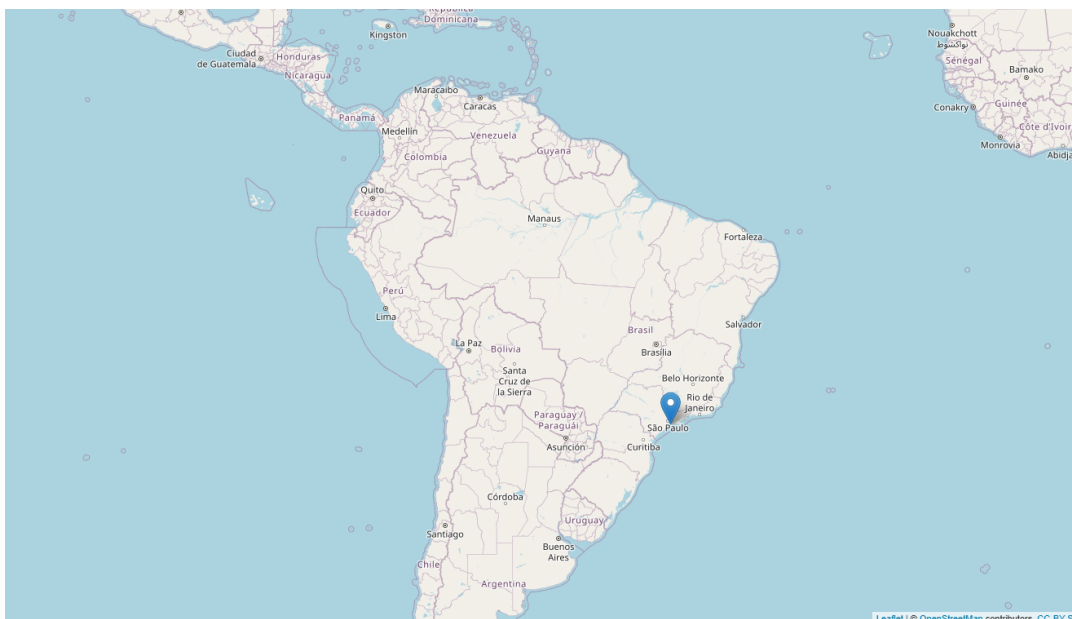 República
Dominicana
Kingston
Ciudad
de Guatemala
Honduras
Nicaragua
Nouakchott
نواكشوط
Sénégal
Bamako
Maracaibo
Caracas
Panamá
Medellín
Venezuela
Guyana
Colombia
Conakry
Guinée
Côte d'Ivoir
Monrovia
Abidja
Quito
Ecuador
Manaus
Fortaleza
Perú
Lima
Salvador
Brasil
Brasília
La Paz
Bolivia
Santa
Cruz de
la Sierra
Belo Horizonte
Rio de
Janeiro
São Paulo
Paraguay /
Paraguái
Asunción
Curitiba
Córdoba
Uruguay
Santiago
Buenos
Aires
Chile
Argentina
Leaflet | © OpenStreetMap contributors, CC-BY-S